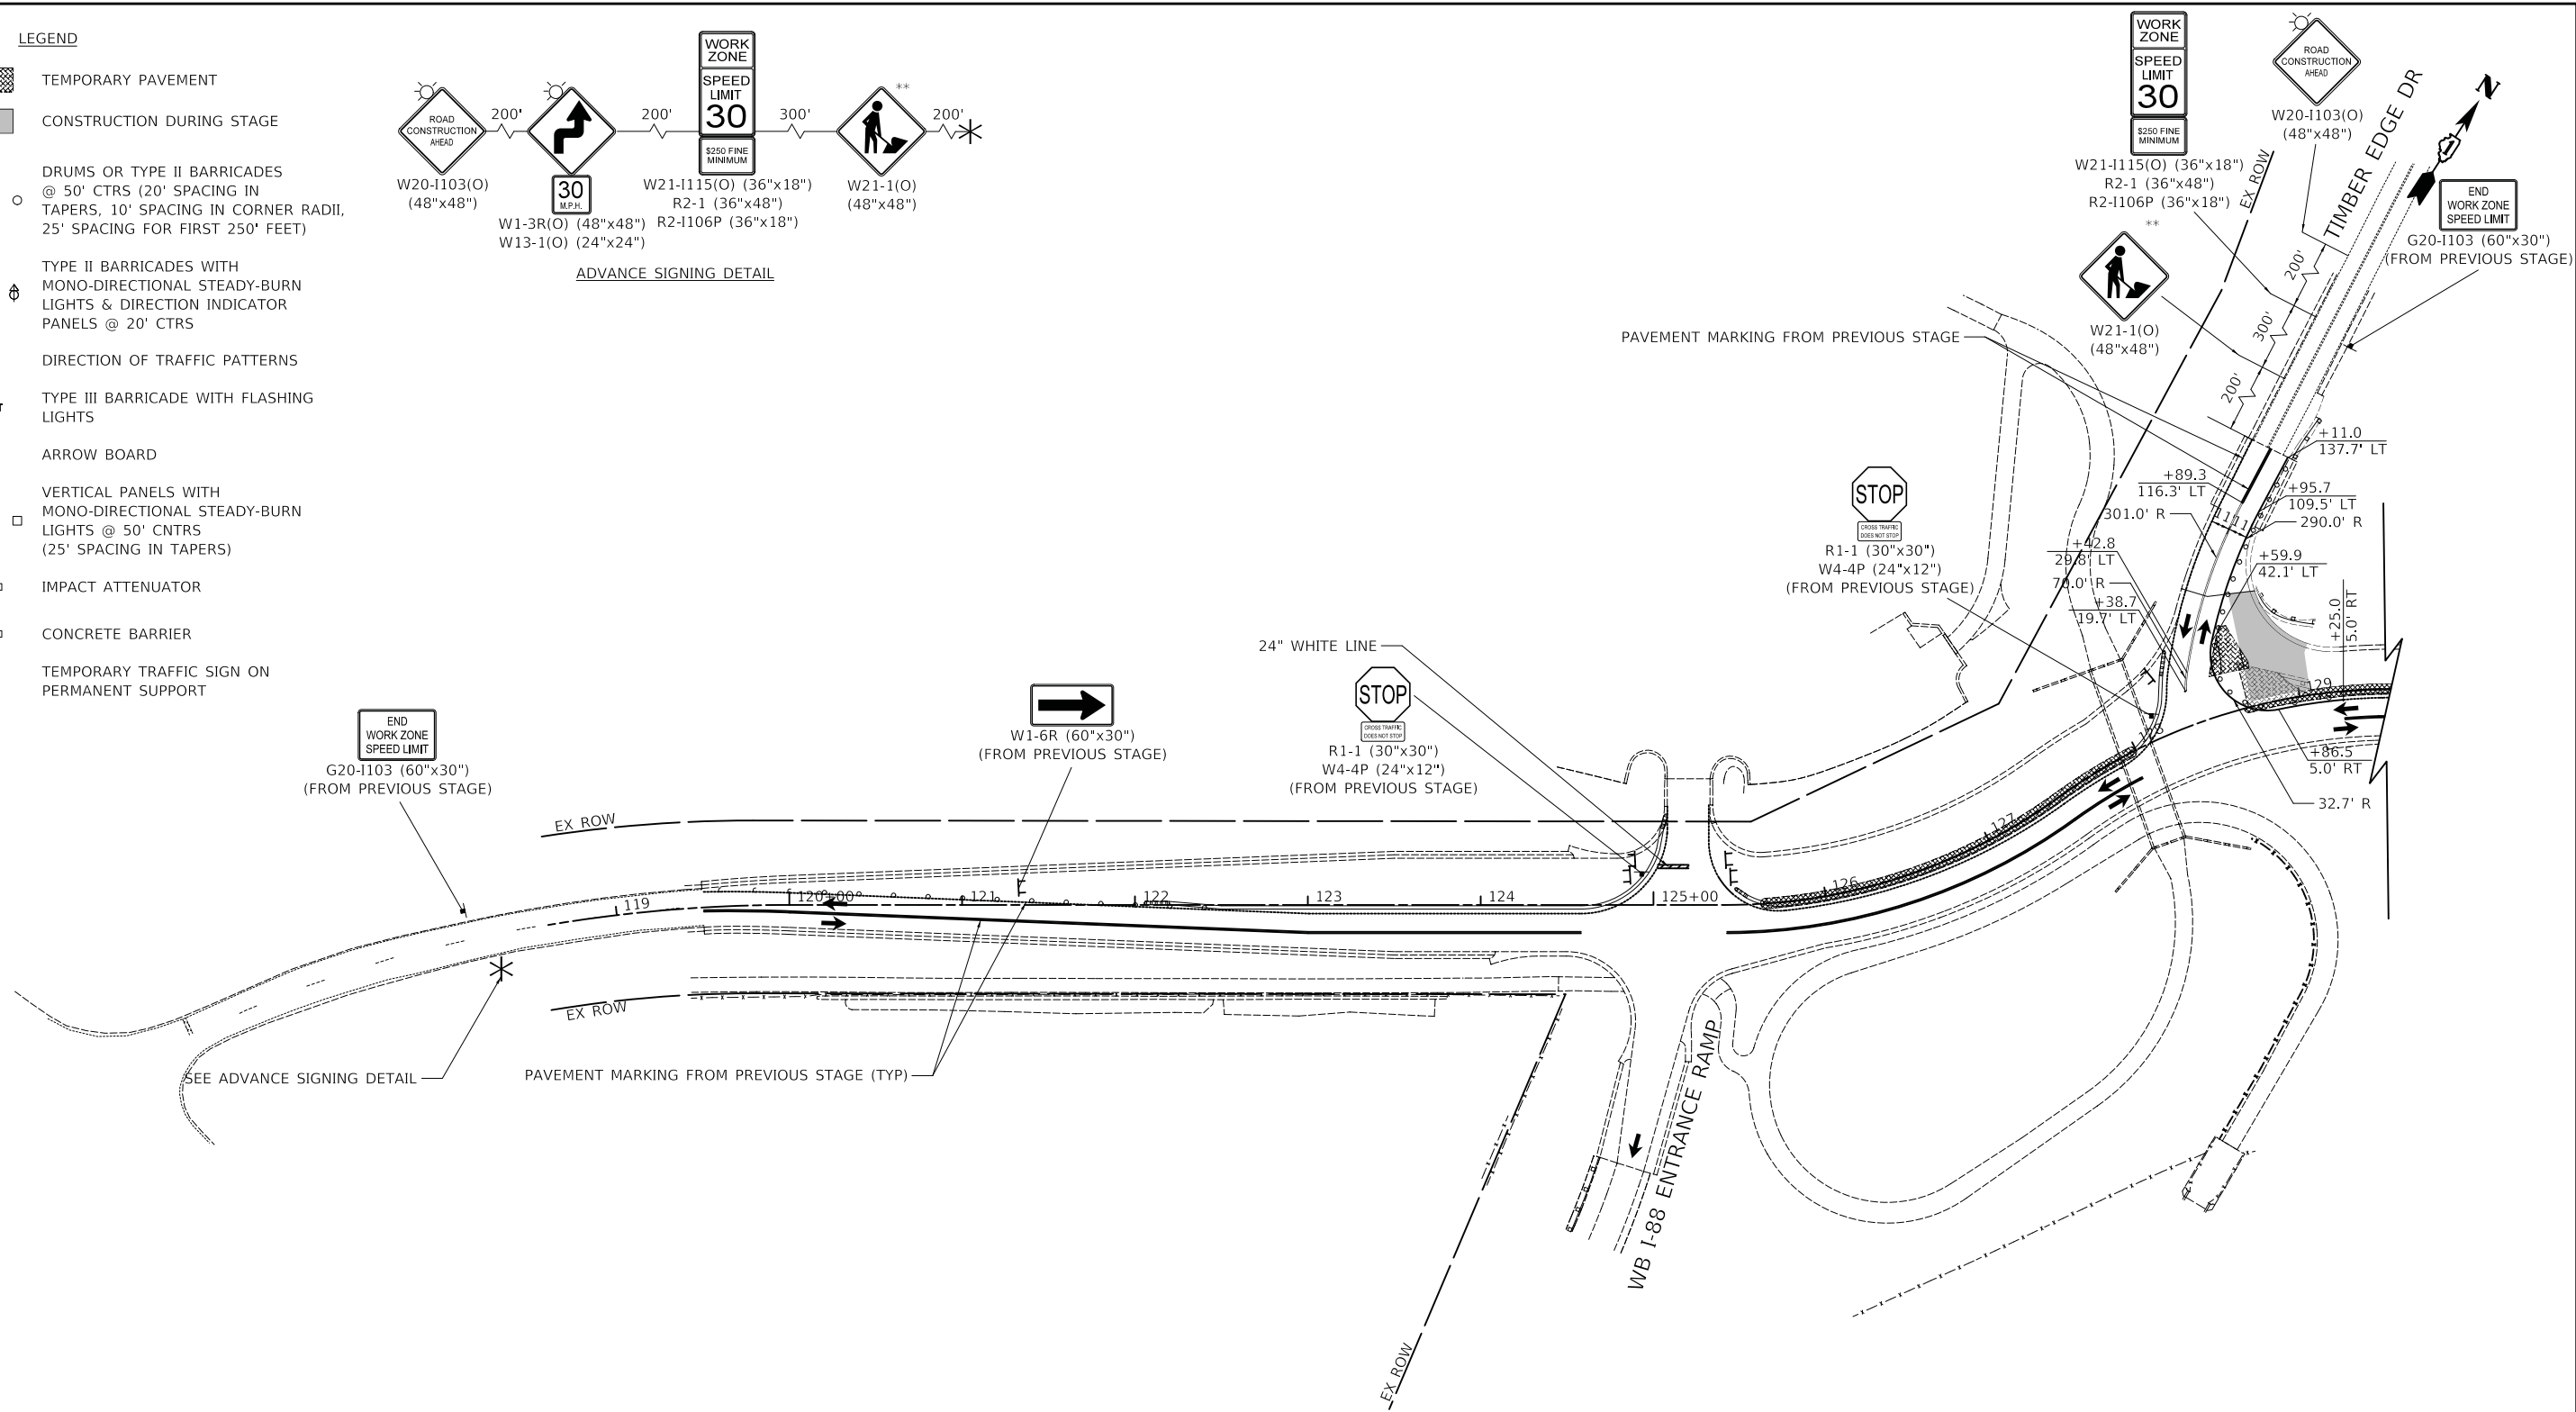 LEGEND
TEMPORARY PAVEMENT
CONSTRUCTION DURING STAGE
DRUMS OR TYPE II BARRICADES
@ 50' CTRS (20' SPACING IN
TAPERS, 10' SPACING IN CORNER RADII,
25' SPACING FOR FIRST 250' FEET)
TYPE II BARRICADES WITH
MONO-DIRECTIONAL STEADY-BURN
LIGHTS & DIRECTION INDICATOR
PANELS @ 20' CTRS
DIRECTION OF TRAFFIC PATTERNS
TYPE III BARRICADE WITH FLASHING
LIGHTS
ARROW BOARD
VERTICAL PANELS WITH
MONO-DIRECTIONAL STEADY-BURN
LIGHTS @ 50' CNTRS
(25' SPACING IN TAPERS)
IMPACT ATTENUATOR
CONCRETE BARRIER
TEMPORARY TRAFFIC SIGN ON
PERMANENT SUPPORT
ROAD
CONSTRUCTION
AHEAD
W20-I103(O)
(48"x48")
200'
30
M.P.H.
W1-3R(O) (48"x48")
W13-1(O) (24"x24")
200'
WORK
ZONE
SPEED
LIMIT
30
$250 FINE
MINIMUM
W21-I115(O) (36"x18")
R2-1 (36"x48")
R2-I106P (36"x18")
300'
**
W21-1(O)
(48"x48")
200'
ADVANCE SIGNING DETAIL
WORK
ZONE
SPEED
LIMIT
30
$250 FINE
MINIMUM
W21-I115(O) (36"x18")
R2-1 (36"x48")
R2-I106P (36"x18")
ROAD
CONSTRUCTION
AHEAD
W20-I103(O)
(48"x48")
**
W21-1(O)
(48"x48")
EX ROW
TIMBER EDGE DR
N
END
WORK ZONE
SPEED LIMIT
G20-I103 (60"x30")
(FROM PREVIOUS STAGE)
200'
300'
200'
PAVEMENT MARKING FROM PREVIOUS STAGE
+11.0
137.7' LT
+89.3
116.3' LT
+95.7
109.5' LT
301.0' R
11
11
290.0' R
+42.8
29.8' LT
+59.9
42.1' LT
70.0' R
+38.7
19.7' LT
+25.0
5.0' RT
STOP
CROSS TRAFFIC
DOES NOT STOP
R1-1 (30"x30")
W4-4P (24"x12")
(FROM PREVIOUS STAGE)
24" WHITE LINE
STOP
CROSS TRAFFIC
DOES NOT STOP
R1-1 (30"x30")
W4-4P (24"x12")
(FROM PREVIOUS STAGE)
W1-6R (60"x30")
(FROM PREVIOUS STAGE)
END
WORK ZONE
SPEED LIMIT
G20-I103 (60"x30")
(FROM PREVIOUS STAGE)
+86.5
5.0' RT
32.7' R
EX ROW
119
120+00
121
122
123
124
125+00
126
127
128
129
EX ROW
SEE ADVANCE SIGNING DETAIL
PAVEMENT MARKING FROM PREVIOUS STAGE (TYP)
WB I-88 ENTRANCE RAMP
EX ROW